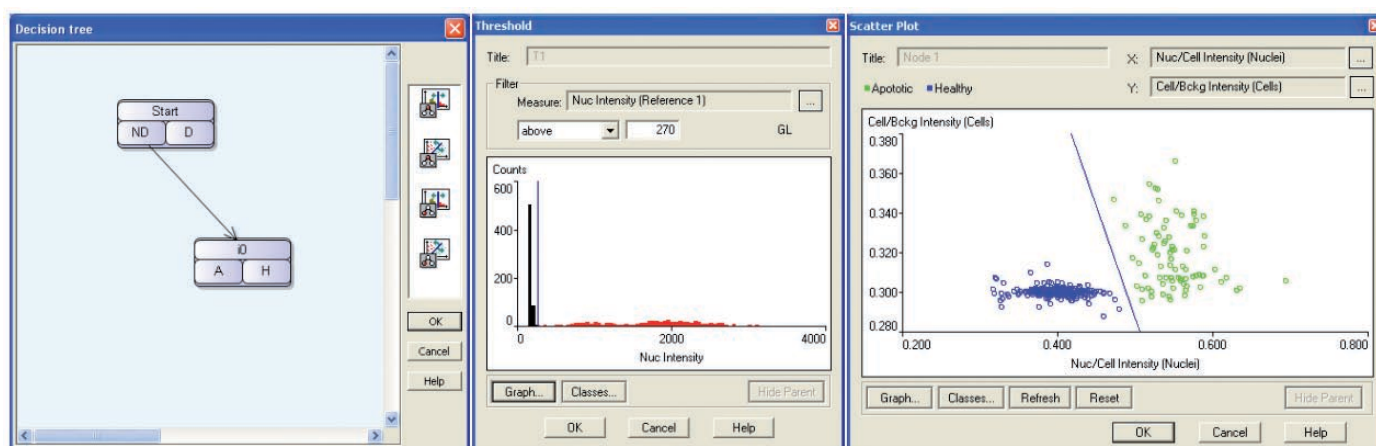 Decision tree
Start
ND D
i0
A H
OK
Cancel
Help
Threshold
Title: T1
Filter
Measure: Nuc Intensity (Reference 1) ...
above 270 GL
Counts
600
400
200
0
0 2000 4000
Nuc Intensity
Graph... Classes... Hide Parent
OK Cancel Help
Scatter Plot
Title: Node 1 X: Nuc/Cell Intensity (Nuclei) ...
Apototic Healthy Y: Cell/Bckg Intensity (Cells) ...
Cell/Bckg Intensity (Cells)
0.380
0.340
0.320
0.300
0.280
0.200 0.400 0.600 0.800
Nuc/Cell Intensity (Nuclei)
Graph... Classes... Refresh Reset Hide Parent
OK Cancel Help